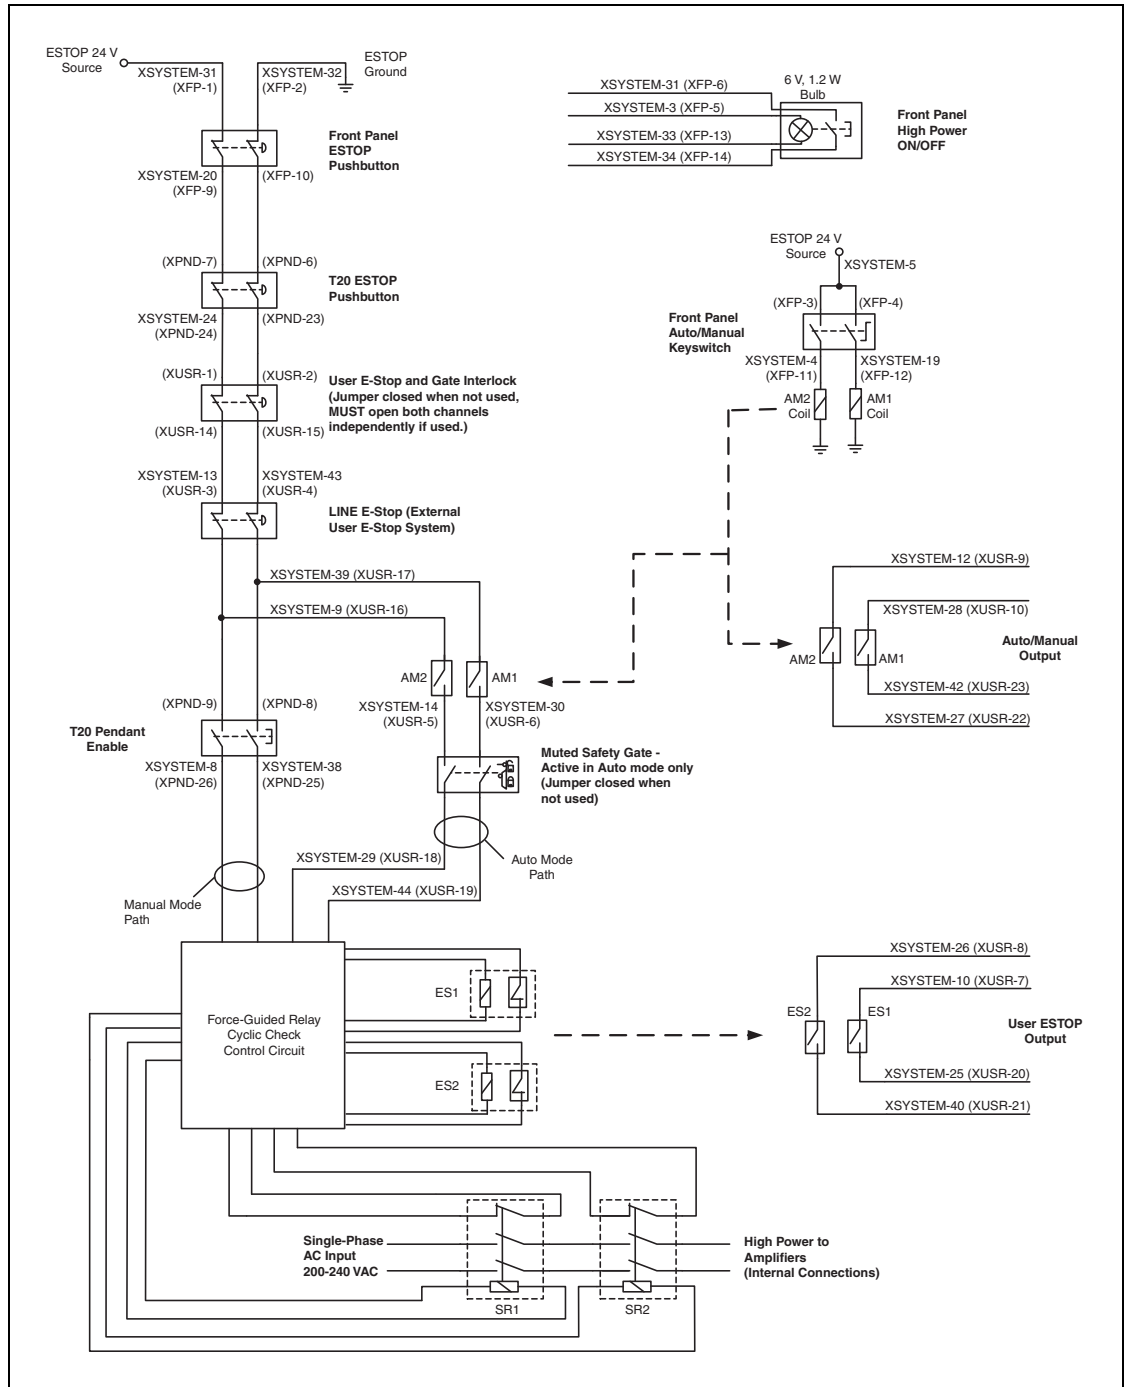 ESTOP 24 V
Source
XSYSTEM-31
(XFP-1)
XSYSTEM-32
(XFP-2)
ESTOP
Ground
Front Panel
ESTOP
Pushbutton
XSYSTEM-20
(XFP-9)
(XFP-10)
(XPND-7)
(XPND-6)
T20 ESTOP
Pushbutton
XSYSTEM-24
(XPND-24)
(XPND-23)
(XUSR-1)
(XUSR-2)
User E-Stop and Gate Interlock
(Jumper closed when not used,
MUST open both channels
independently if used.)
(XUSR-14)
(XUSR-15)
XSYSTEM-13
(XUSR-3)
XSYSTEM-43
(XUSR-4)
LINE E-Stop (External
User E-Stop System)
XSYSTEM-39 (XUSR-17)
XSYSTEM-9 (XUSR-16)
AM2
AM1
XSYSTEM-14
(XUSR-5)
XSYSTEM-30
(XUSR-6)
(XPND-9)
(XPND-8)
T20 Pendant
Enable
XSYSTEM-8
(XPND-26)
XSYSTEM-38
(XPND-25)
Muted Safety Gate -
Active in Auto mode only
(Jumper closed when
not used)
Auto Mode
Path
XSYSTEM-29 (XUSR-18)
XSYSTEM-44 (XUSR-19)
Manual Mode
Path
Force-Guided Relay
Cyclic Check
Control Circuit
ES1
ES2
Single-Phase
AC Input
200-240 VAC
SR1
SR2
High Power to
Amplifiers
(Internal Connections)
XSYSTEM-31 (XFP-6)
XSYSTEM-3 (XFP-5)
XSYSTEM-33 (XFP-13)
XSYSTEM-34 (XFP-14)
6 V, 1.2 W
Bulb
Front Panel
High Power
ON/OFF
ESTOP 24 V
Source
XSYSTEM-5
(XFP-3)
(XFP-4)
Front Panel
Auto/Manual
Keyswitch
XSYSTEM-4
(XFP-11)
XSYSTEM-19
(XFP-12)
AM2
Coil
AM1
Coil
XSYSTEM-12 (XUSR-9)
XSYSTEM-28 (XUSR-10)
Auto/Manual
Output
AM2
AM1
XSYSTEM-42 (XUSR-23)
XSYSTEM-27 (XUSR-22)
XSYSTEM-26 (XUSR-8)
XSYSTEM-10 (XUSR-7)
ES2
ES1
User ESTOP
Output
XSYSTEM-25 (XUSR-20)
XSYSTEM-40 (XUSR-21)